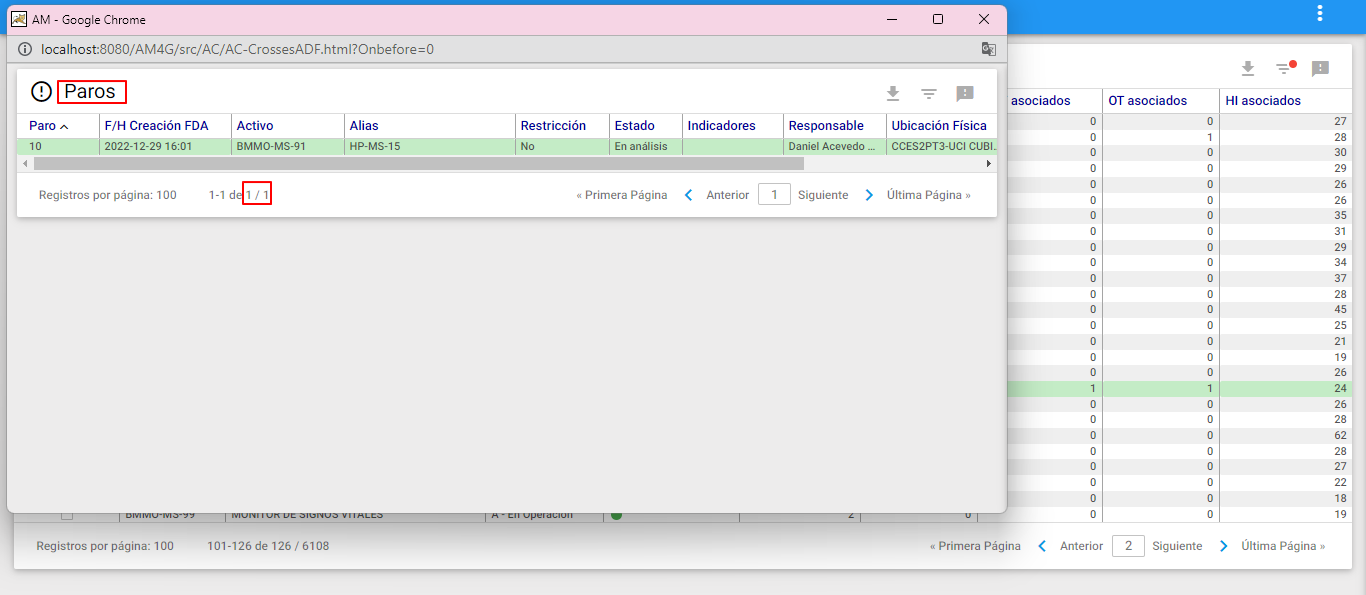 AM - Google Chrome
localhost:8080/AM4G/src/AC/AC-CrossesADF.html?Onbefore=0
Paros
Paro F/H Creación FDA Activo Alias Restricción Estado Indicadores Responsable Ubicación Física
10 2022-12-29 16:01 BMMO-MS-91 HP-MS-15 No En análisis Daniel Acevedo ... CCES2PT3-UCI CUBI.
Registros por página: 100 1-1 de 1 / 1 « Primera Página Anterior 1 Siguiente Última Página »
asociados OT asociados HI asociados
0 0 27
0 1 28
0 0 30
0 0 29
0 0 26
0 0 26
0 0 35
0 0 31
0 0 29
0 0 34
0 0 37
0 0 28
0 0 45
0 0 25
0 0 21
0 0 19
0 0 26
1 1 24
0 0 26
0 0 28
0 0 62
0 0 28
0 0 27
0 0 22
0 0 18
BMMO-MS-99 MONITOR DE SIGNOS VITALES A - En Operación 2 0 0 0 19
Registros por página: 100 101-126 de 126 / 6108 « Primera Página Anterior 2 Siguiente Última Página »